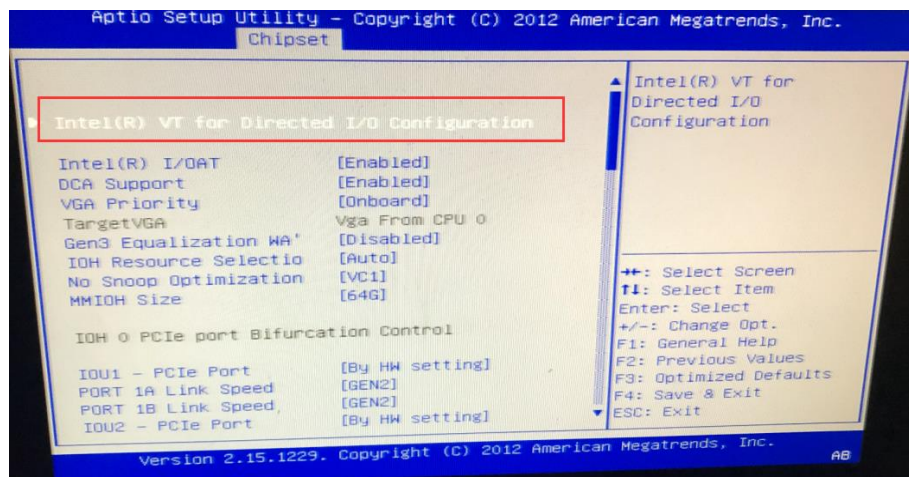 Aptio Setup Utility – Copyright (C) 2012 American Megatrends, Inc.
Chipset
Intel(R) VT for Directed I/O Configuration
Intel(R) I/OAT [Enabled]
DCA Support [Enabled]
VGA Priority [Onboard]
TargetVGA Vga From CPU 0
Gen3 Equalization WA' [Disabled]
IOH Resource Selectio [Auto]
No Snoop Optimization [VC1]
MMIOH Size [64G]
IOH 0 PCIe port Bifurcation Control
IOU1 – PCIe Port [By HW setting]
PORT 1A Link Speed [GEN2]
PORT 1B Link Speed [GEN2]
IOU2 – PCIe Port [By HW setting]
Intel(R) VT for
Directed I/O
Configuration
→←: Select Screen
↑↓: Select Item
Enter: Select
+/-: Change Opt.
F1: General Help
F2: Previous Values
F3: Optimized Defaults
F4: Save & Exit
ESC: Exit
Version 2.15.1229. Copyright (C) 2012 American Megatrends, Inc.
AB